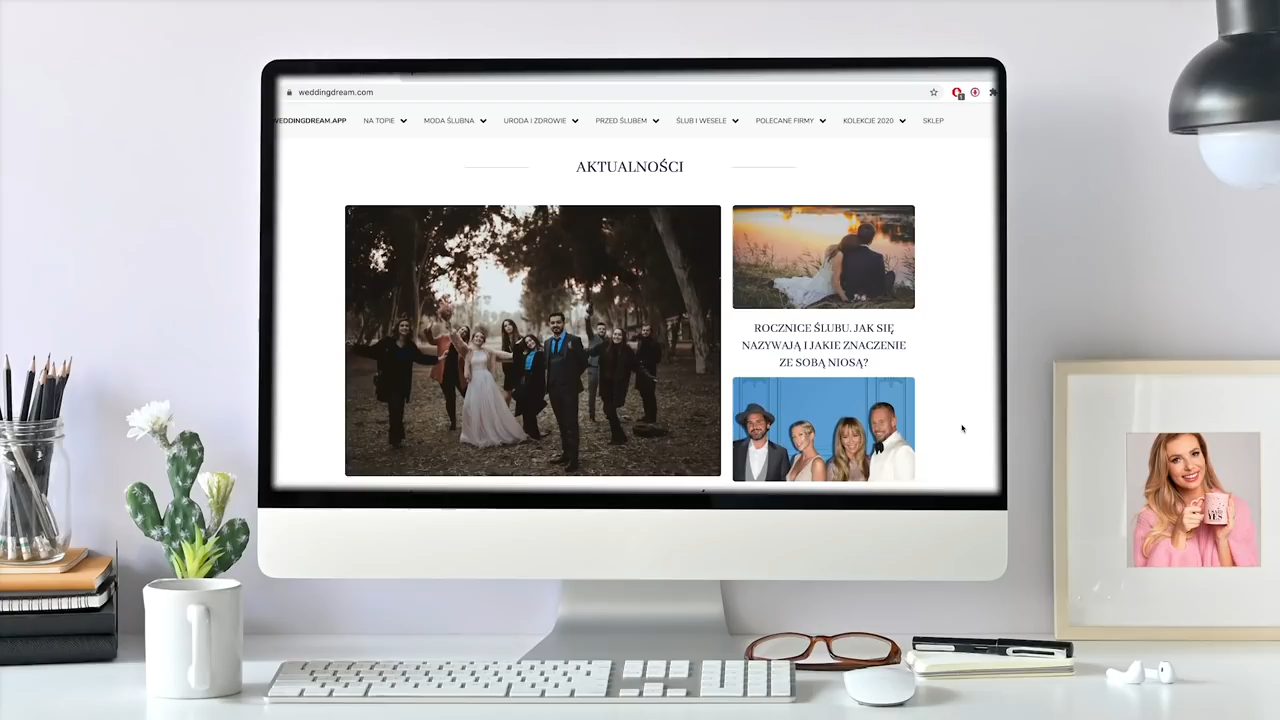 weddingdream.com
WEDDINGDREAM.APP NA TOPIE MODA ŚLUBNA URODA I ZDROWIE PRZED ŚLUBEM ŚLUB I WESELE POLECANE FIRMY KOLEKCJE 2020 SKLEP
AKTUALNOŚCI
ROCZNICE ŚLUBU. JAK SIĘ
NAZYWAJĄ I JAKIE ZNACZENIE
ZE SOBĄ NIOSĄ?
YES